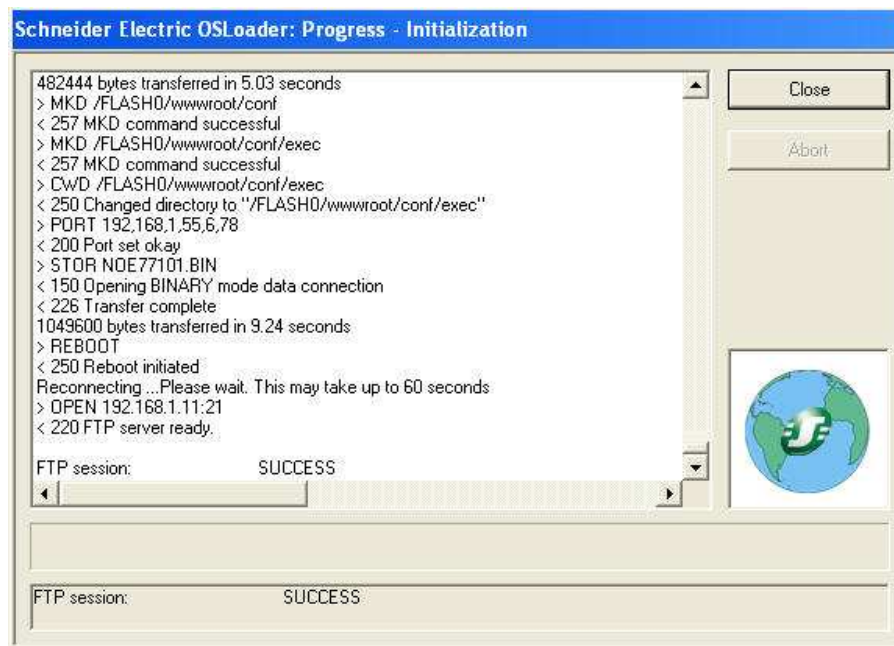 Schneider Electric OSLoader: Progress - Initialization
482444 bytes transferred in 5.03 seconds
> MKD /FLASH0/wwwroot/conf
< 257 MKD command successful
> MKD /FLASH0/wwwroot/conf/exec
< 257 MKD command successful
> CWD /FLASH0/wwwroot/conf/exec
< 250 Changed directory to "/FLASH0/wwwroot/conf/exec"
> PORT 192,168,1,55,6,78
< 200 Port set okay
> STOR NOE77101.BIN
< 150 Opening BINARY mode data connection
< 226 Transfer complete
1049600 bytes transferred in 9.24 seconds
> REBOOT
< 250 Reboot initiated
Reconnecting ...Please wait. This may take up to 60 seconds
> OPEN 192.168.1.11:21
< 220 FTP server ready.
FTP session: SUCCESS
Close
Abort
FTP session: SUCCESS